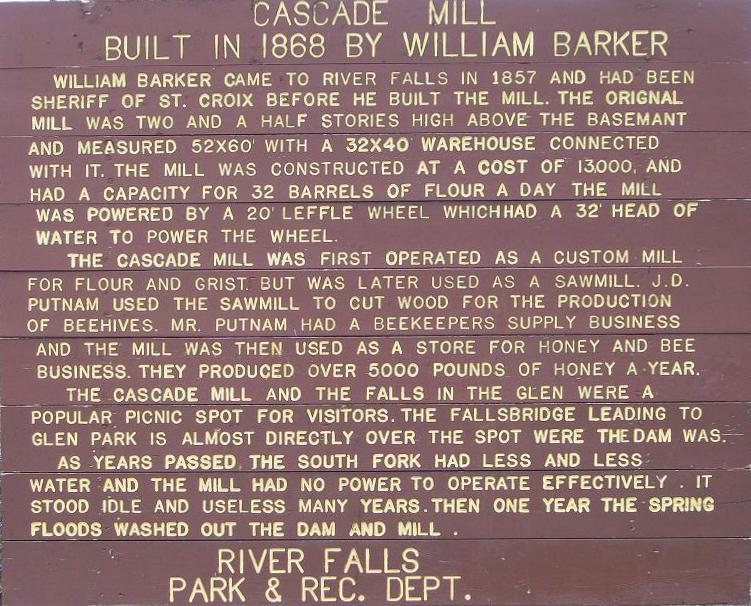 CASCADE MILL
BUILT IN 1868 BY WILLIAM BARKER
WILLIAM BARKER CAME TO RIVER FALLS IN 1857 AND HAD BEEN
SHERIFF OF ST. CROIX BEFORE HE BUILT THE MILL. THE ORIGNAL
MILL WAS TWO AND A HALF STORIES HIGH ABOVE THE BASEMANT
AND MEASURED 52X60' WITH A 32X40' WAREHOUSE CONNECTED
WITH IT. THE MILL WAS CONSTRUCTED AT A COST OF 13,000, AND
HAD A CAPACITY FOR 32 BARRELS OF FLOUR A DAY THE MILL
WAS POWERED BY A 20' LEFFLE WHEEL WHICH HAD A 32' HEAD OF
WATER TO POWER THE WHEEL.
THE CASCADE MILL WAS FIRST OPERATED AS A CUSTOM MILL
FOR FLOUR AND GRIST. BUT WAS LATER USED AS A SAWMILL. J.D.
PUTNAM USED THE SAWMILL TO CUT WOOD FOR THE PRODUCTION
OF BEEHIVES. MR. PUTNAM HAD A BEEKEEPERS SUPPLY BUSINESS
AND THE MILL WAS THEN USED AS A STORE FOR HONEY AND BEE
BUSINESS. THEY PRODUCED OVER 5000 POUNDS OF HONEY A YEAR.
THE CASCADE MILL AND THE FALLS IN THE GLEN WERE A
POPULAR PICNIC SPOT FOR VISITORS. THE FALLSBRIDGE LEADING TO
GLEN PARK IS ALMOST DIRECTLY OVER THE SPOT WERE THE DAM WAS.
AS YEARS PASSED THE SOUTH FORK HAD LESS AND LESS
WATER AND THE MILL HAD NO POWER TO OPERATE EFFECTIVELY . IT
STOOD IDLE AND USELESS MANY YEARS. THEN ONE YEAR THE SPRING
FLOODS WASHED OUT THE DAM AND MILL .
RIVER FALLS
PARK & REC. DEPT.